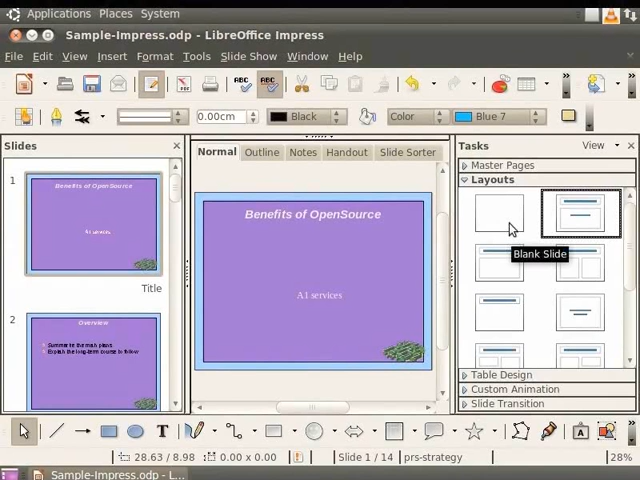 Applications Places System
Sample-Impress.odp - LibreOffice Impress
File Edit View Insert Format Tools Slide Show Window Help
ABC ABC
0.00cm Black Color Blue 7
Slides
Normal Outline Notes Handout Slide Sorter
Tasks View
Master Pages
Layouts
1
Benefits of OpenSource
A1 services
Title
2
Overview
Benefits of OpenSource
A1 services
Blank Slide
Table Design
Custom Animation
Slide Transition
T
A
28.63 / 8.98 0.00 x 0.00 Slide 1 / 14 prs-strategy 28%
Sample-Impress.odp - L...